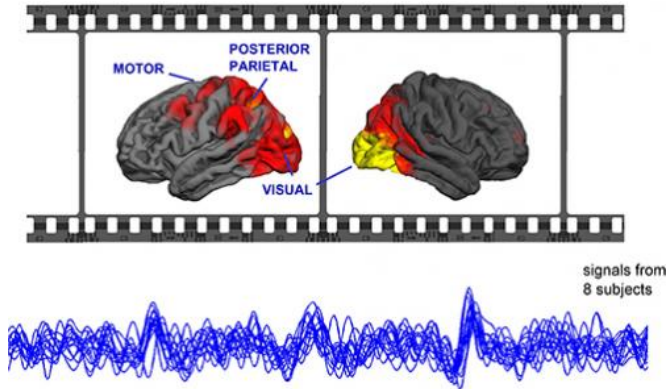 POSTERIOR
PARIETAL
MOTOR
VISUAL
signals from
8 subjects